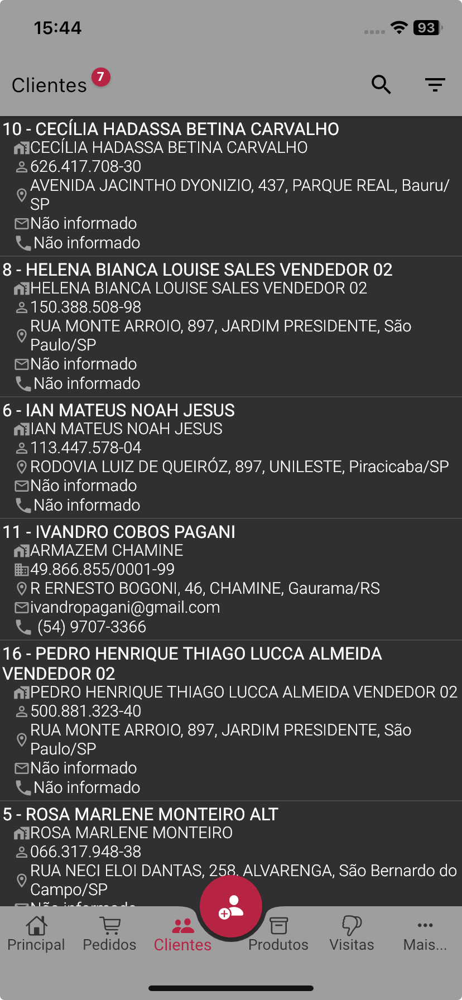 15:44
93
Clientes 7
10 - CECÍLIA HADASSA BETINA CARVALHO
CECÍLIA HADASSA BETINA CARVALHO
626.417.708-30
AVENIDA JACINTHO DYONIZIO, 437, PARQUE REAL, Bauru/
SP
Não informado
Não informado
8 - HELENA BIANCA LOUISE SALES VENDEDOR 02
HELENA BIANCA LOUISE SALES VENDEDOR 02
150.388.508-98
RUA MONTE ARROIO, 897, JARDIM PRESIDENTE, São
Paulo/SP
Não informado
Não informado
6 - IAN MATEUS NOAH JESUS
IAN MATEUS NOAH JESUS
113.447.578-04
RODOVIA LUIZ DE QUEIRÓZ, 897, UNILESTE, Piracicaba/SP
Não informado
Não informado
11 - IVANDRO COBOS PAGANI
ARMAZEM CHAMINE
49.866.855/0001-99
R ERNESTO BOGONI, 46, CHAMINE, Gaurama/RS
ivandropagani@gmail.com
(54) 9707-3366
16 - PEDRO HENRIQUE THIAGO LUCCA ALMEIDA
VENDEDOR 02
PEDRO HENRIQUE THIAGO LUCCA ALMEIDA VENDEDOR 02
500.881.323-40
RUA MONTE ARROIO, 897, JARDIM PRESIDENTE, São
Paulo/SP
Não informado
Não informado
5 - ROSA MARLENE MONTEIRO ALT
ROSA MARLENE MONTEIRO
066.317.948-38
RUA NECI ELOI DANTAS, 258, ALVARENGA, São Bernardo do
Campo/SP
Principal Pedidos Clientes Produtos Visitas Mais...